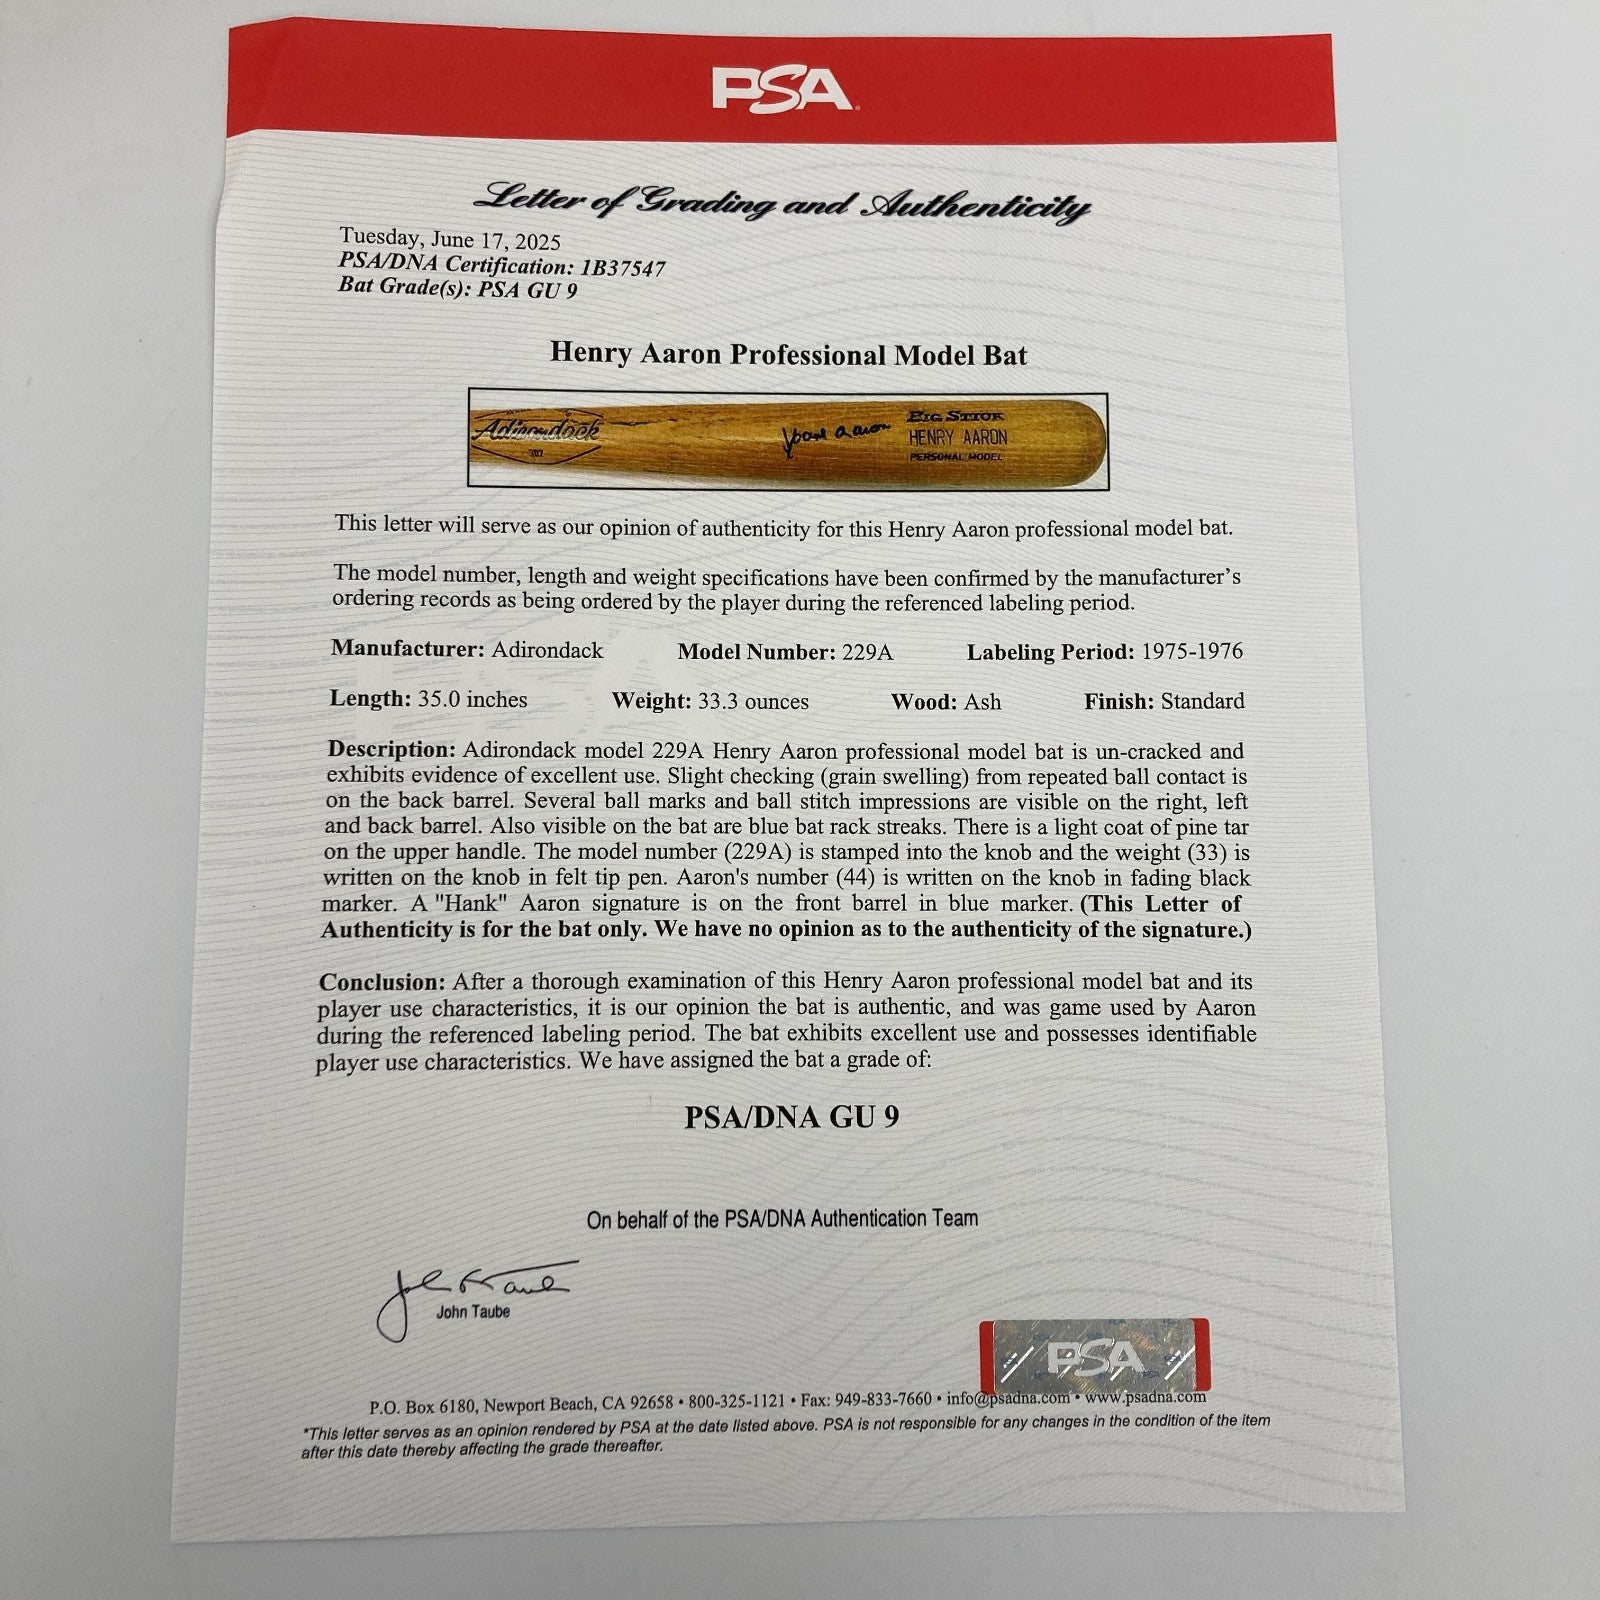 PSA
Letter of Grading and Authenticity
Tuesday, June 17, 2025
PSA/DNA Certification: 1B37547
Bat Grade(s): PSA GU 9
Henry Aaron Professional Model Bat
Adirondack
302
Hank Aaron
BIG STICK
HENRY AARON
PERSONAL MODEL
This letter will serve as our opinion of authenticity for this Henry Aaron professional model bat.
The model number, length and weight specifications have been confirmed by the manufacturer's
ordering records as being ordered by the player during the referenced labeling period.
Manufacturer: Adirondack Model Number: 229A Labeling Period: 1975-1976
Length: 35.0 inches Weight: 33.3 ounces Wood: Ash Finish: Standard
Description: Adirondack model 229A Henry Aaron professional model bat is un-cracked and
exhibits evidence of excellent use. Slight checking (grain swelling) from repeated ball contact is
on the back barrel. Several ball marks and ball stitch impressions are visible on the right, left
and back barrel. Also visible on the bat are blue bat rack streaks. There is a light coat of pine tar
on the upper handle. The model number (229A) is stamped into the knob and the weight (33) is
written on the knob in felt tip pen. Aaron's number (44) is written on the knob in fading black
marker. A "Hank" Aaron signature is on the front barrel in blue marker. (This Letter of
Authenticity is for the bat only. We have no opinion as to the authenticity of the signature.)
Conclusion: After a thorough examination of this Henry Aaron professional model bat and its
player use characteristics, it is our opinion the bat is authentic, and was game used by Aaron
during the referenced labeling period. The bat exhibits excellent use and possesses identifiable
player use characteristics. We have assigned the bat a grade of:
PSA/DNA GU 9
On behalf of the PSA/DNA Authentication Team
John Taube
John Taube
PSA
P.O. Box 6180, Newport Beach, CA 92658 • 800-325-1121 • Fax: 949-833-7660 • info@psadna.com • www.psadna.com
*This letter serves as an opinion rendered by PSA at the date listed above. PSA is not responsible for any changes in the condition of the item
after this date thereby affecting the grade thereafter.